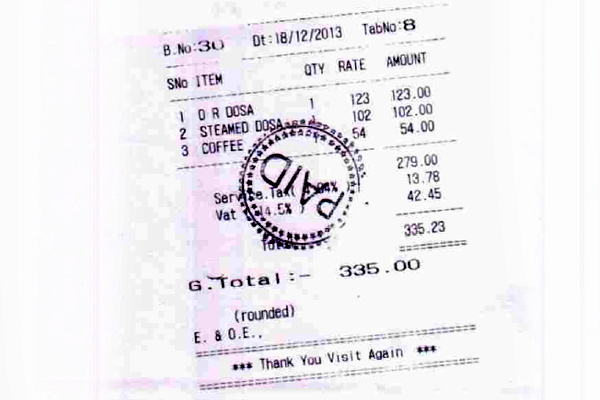 B.No:30 Dt:18/12/2013 TabNo:8
SNo ITEM QTY RATE AMOUNT
1 O R DOSA 1 123 123.00
2 STEAMED DOSA 102 102.00
3 COFFEE 54 54.00
279.00
13.78
Vat 42.45
335.23
PAID
G.Total:- 335.00
(rounded)
E. & O.E.,
*** Thank You Visit Again ***